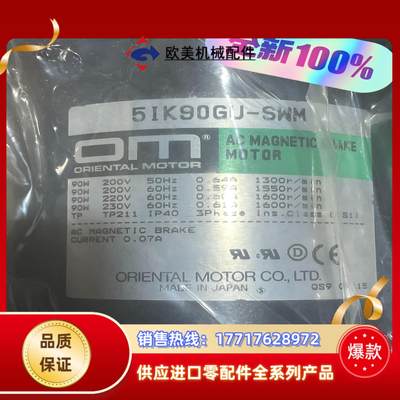 欧美机械配件
全新100%
5IK90GU-SWM
OM
ORIENTAL MOTOR
AC MAGNETIC BRAKE
MOTOR
90W 200V 50Hz 1300r/min
90W 200V 60Hz 1550r/min
90W 220V 60Hz 1600r/min
90W 230V 60Hz 1600r/min
TP TP211 IP40 3Phase Ins.Class
AC MAGNETIC BRAKE
CURRENT 0.07A
ORIENTAL MOTOR CO., LTD.
MADE IN JAPAN
品质
保证
销售热线:17717628972
供应进口零配件全系列产品
爆款